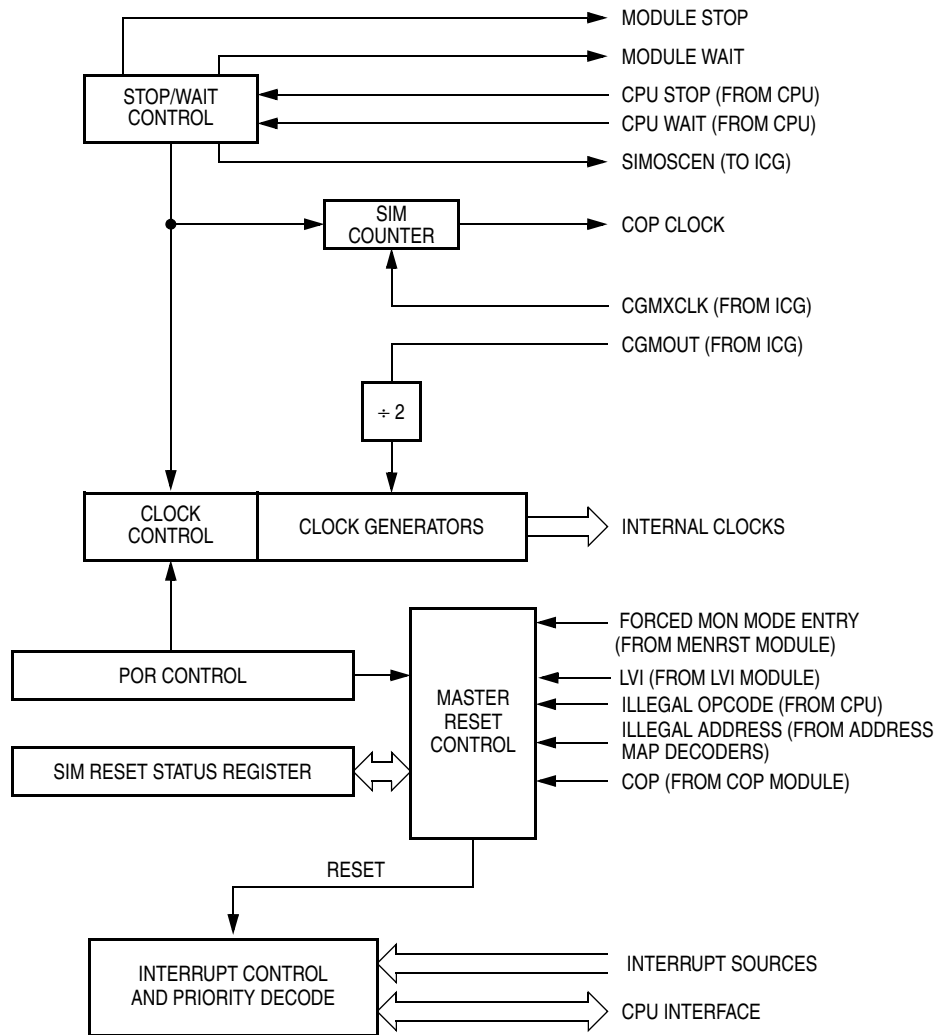 MODULE STOP
MODULE WAIT
STOP/WAIT
CONTROL
CPU STOP (FROM CPU)
CPU WAIT (FROM CPU)
SIMOSCEN (TO ICG)
SIM
COUNTER
COP CLOCK
CGMXCLK (FROM ICG)
CGMOUT (FROM ICG)
÷ 2
CLOCK
CONTROL
CLOCK GENERATORS
INTERNAL CLOCKS
FORCED MON MODE ENTRY
(FROM MENRST MODULE)
POR CONTROL
LVI (FROM LVI MODULE)
MASTER
RESET
CONTROL
ILLEGAL OPCODE (FROM CPU)
ILLEGAL ADDRESS (FROM ADDRESS
MAP DECODERS)
SIM RESET STATUS REGISTER
COP (FROM COP MODULE)
RESET
INTERRUPT CONTROL
AND PRIORITY DECODE
INTERRUPT SOURCES
CPU INTERFACE